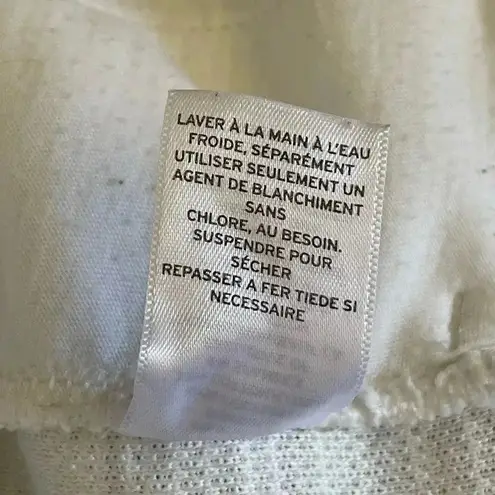 LAVER À LA MAIN À L'EAU
FROIDE, SÉPARÉMENT
UTILISER SEULEMENT UN
AGENT DE BLANCHIMENT
SANS
CHLORE, AU BESOIN.
SUSPENDRE POUR
SÉCHER
REPASSER A FER TIEDE SI
NECESSAIRE